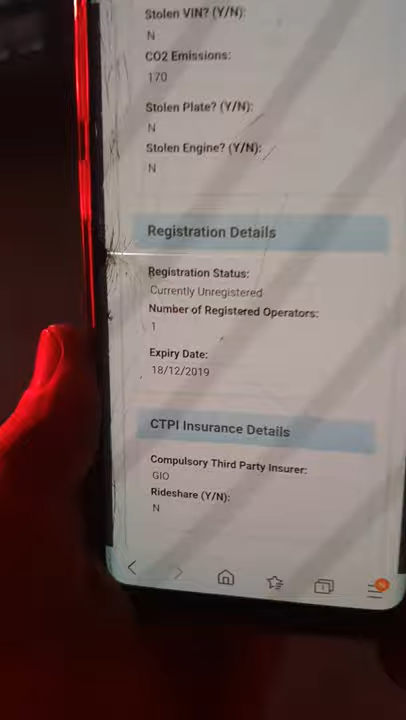 Stolen VIN? (Y/N):
N
CO2 Emissions:
170
Stolen Plate? (Y/N):
N
Stolen Engine? (Y/N):
N
Registration Details
Registration Status:
Currently Unregistered
Number of Registered Operators:
1
Expiry Date:
18/12/2019
CTPI Insurance Details
Compulsory Third Party Insurer:
GIO
Rideshare (Y/N):
N
1
N